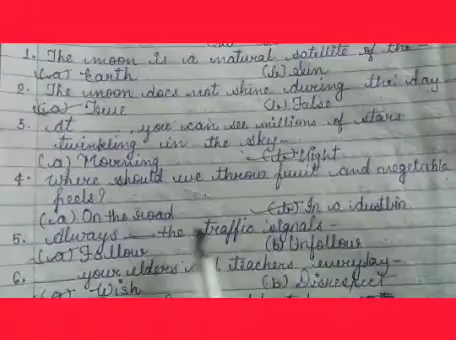 1. The moon is a natural satellite of the -
(a) Earth (b) Sun
2. The moon does not shine during the day -
(a) True (b) False
3. At ____, you can see millions of stars
twinkling in the sky.
(a) Morning (b) Night
4. Where should we throw fruit and vegetable
peels?
(a) On the road (b) In a dustbin
5. Always — the traffic signals -
(a) Follow (b) Unfollow
6. ____ your elders teachers everyday -
(a) Wish (b) Disrespect